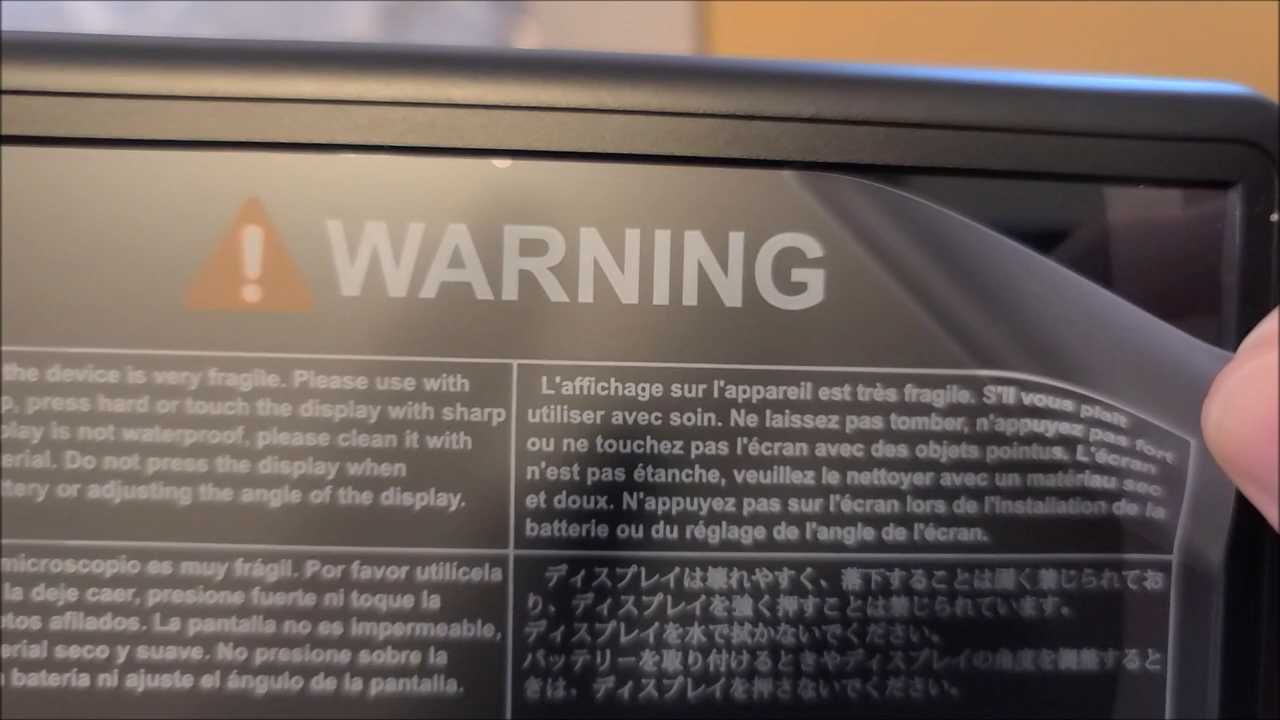 WARNING
the device is very fragile. Please use with
press hard or touch the display with sharp
play is not waterproof, please clean it with
erial. Do not press the display when
tery or adjusting the angle of the display.
L'affichage sur l'appareil est très fragile. S'il vous plaît
utiliser avec soin. Ne laissez pas tomber, n'appuyez pas fort
ou ne touchez pas l'écran avec des objets pointus. L'écran
n'est pas étanche, veuillez le nettoyer avec un matériau sec
et doux. N'appuyez pas sur l'écran lors de l'installation de la
batterie ou du réglage de l'angle de l'écran.
microscopio es muy frágil. Por favor utilícela
la deje caer, presione fuerte ni toque la
tos afilados. La pantalla no es impermeable,
erial seco y suave. No presione sobre la
batería ni ajuste el ángulo de la pantalla.
ディスプレイは壊れやすく、落下することは固く禁じられてお
り、ディスプレイを強く押すことは禁じられています。
ディスプレイを水で拭かないでください。
バッテリーを取り付けるときやディスプレイの角度を調整すると
きは、ディスプレイを押さないでください。